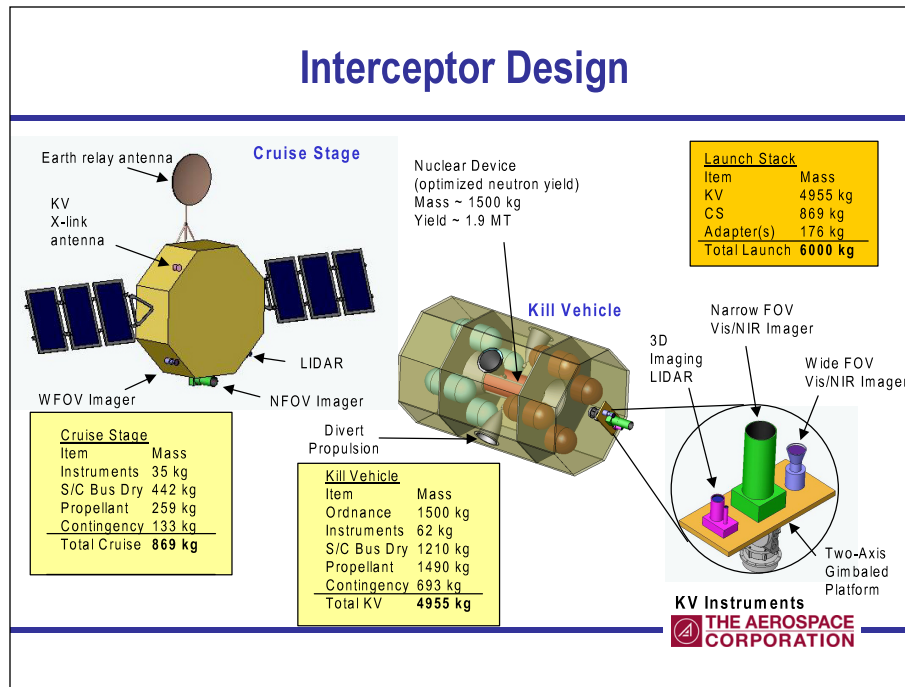 Interceptor Design
Earth relay antenna
Cruise Stage
KV
X-link
antenna
LIDAR
WFOV Imager
NFOV Imager
Nuclear Device
(optimized neutron yield)
Mass ~ 1500 kg
Yield ~ 1.9 MT
Kill Vehicle
Divert
Propulsion
Launch Stack
Item Mass
KV 4955 kg
CS 869 kg
Adapter(s) 176 kg
Total Launch 6000 kg
Narrow FOV
Vis/NIR Imager
3D
Imaging
LIDAR
Wide FOV
Vis/NIR Imager
Two-Axis
Gimbaled
Platform
KV Instruments
Cruise Stage
Item Mass
Instruments 35 kg
S/C Bus Dry 442 kg
Propellant 259 kg
Contingency 133 kg
Total Cruise 869 kg
Kill Vehicle
Item Mass
Ordnance 1500 kg
Instruments 62 kg
S/C Bus Dry 1210 kg
Propellant 1490 kg
Contingency 693 kg
Total KV 4955 kg
THE AEROSPACE
CORPORATION